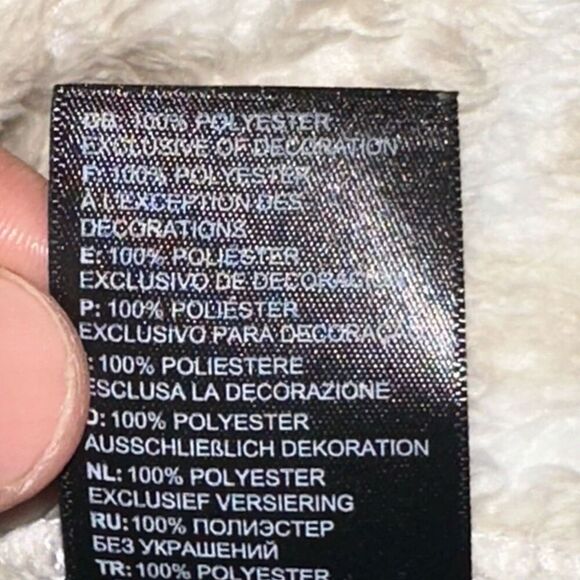 GB: 100% POLYESTER
EXCLUSIVE OF DECORATION
F: 100% POLYESTER
À L'EXCEPTION DES
DECORATIONS
E: 100% POLIESTER
EXCLUSIVO DE DECORACION
P: 100% POLIÉSTER
EXCLUSIVO PARA DECORAÇAO
: 100% POLIESTERE
ESCLUSA LA DECORAZIONE
D: 100% POLYESTER
AUSSCHLIEßLICH DEKORATION
NL: 100% POLYESTER
EXCLUSIEF VERSIERING
RU: 100% ПОЛИЭСТЕР
БЕЗ УКРАШЕНИЙ
TR: 100% POLYESTER